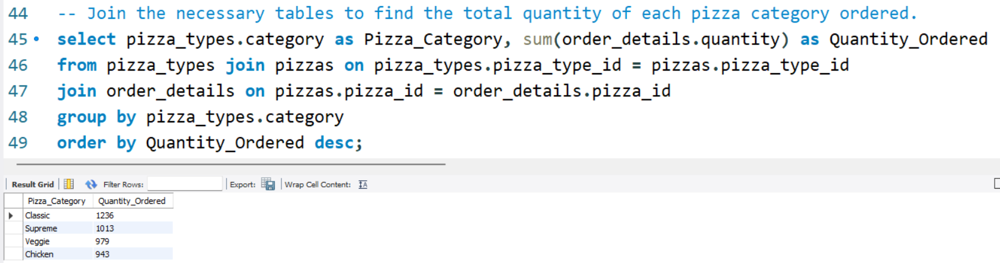 44 -- Join the necessary tables to find the total quantity of each pizza category ordered.
45 select pizza_types.category as Pizza_Category, sum(order_details.quantity) as Quantity_Ordered
46 from pizza_types join pizzas on pizza_types.pizza_type_id = pizzas.pizza_type_id
47 join order_details on pizzas.pizza_id = order_details.pizza_id
48 group by pizza_types.category
49 order by Quantity_Ordered desc;
Result Grid Filter Rows: Export: Wrap Cell Content: IA
Pizza_Category Quantity_Ordered
Classic 1236
Supreme 1013
Veggie 979
Chicken 943